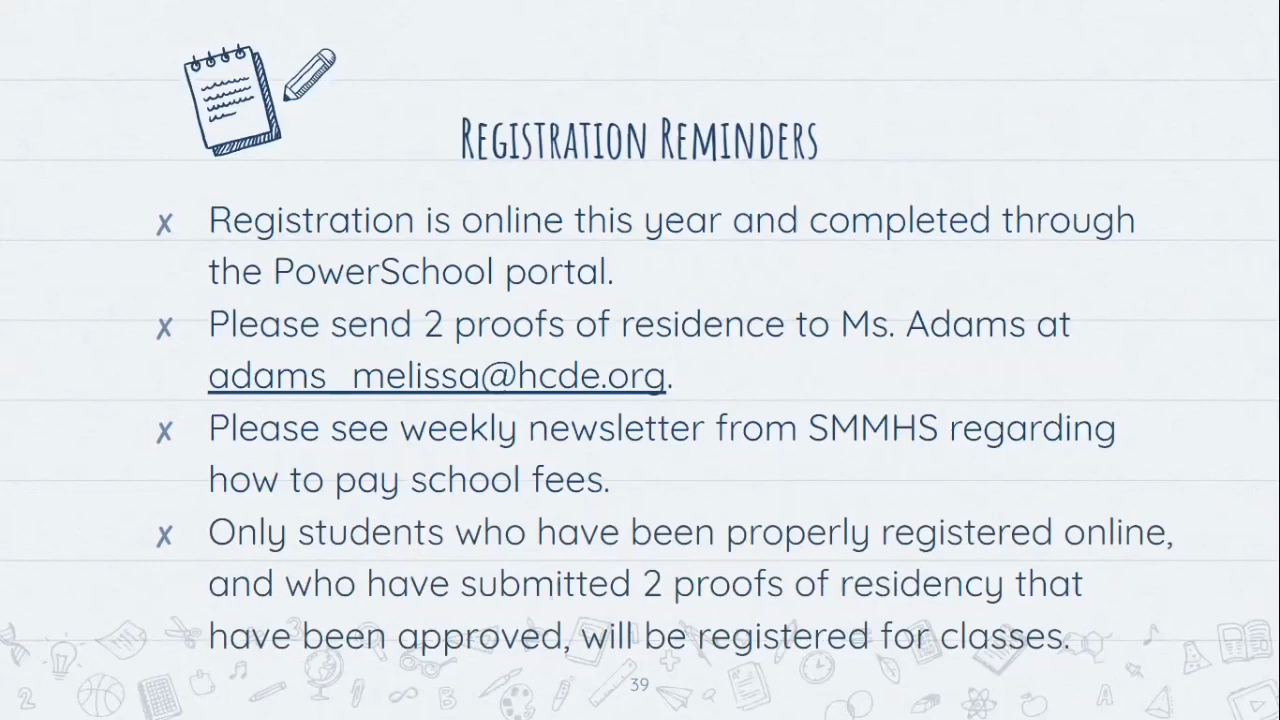 Registration Reminders
✗ Registration is online this year and completed through
the PowerSchool portal.
✗ Please send 2 proofs of residence to Ms. Adams at
adams_melissa@hcde.org.
✗ Please see weekly newsletter from SMMHS regarding
how to pay school fees.
✗ Only students who have been properly registered online,
and who have submitted 2 proofs of residency that
have been approved, will be registered for classes.
39